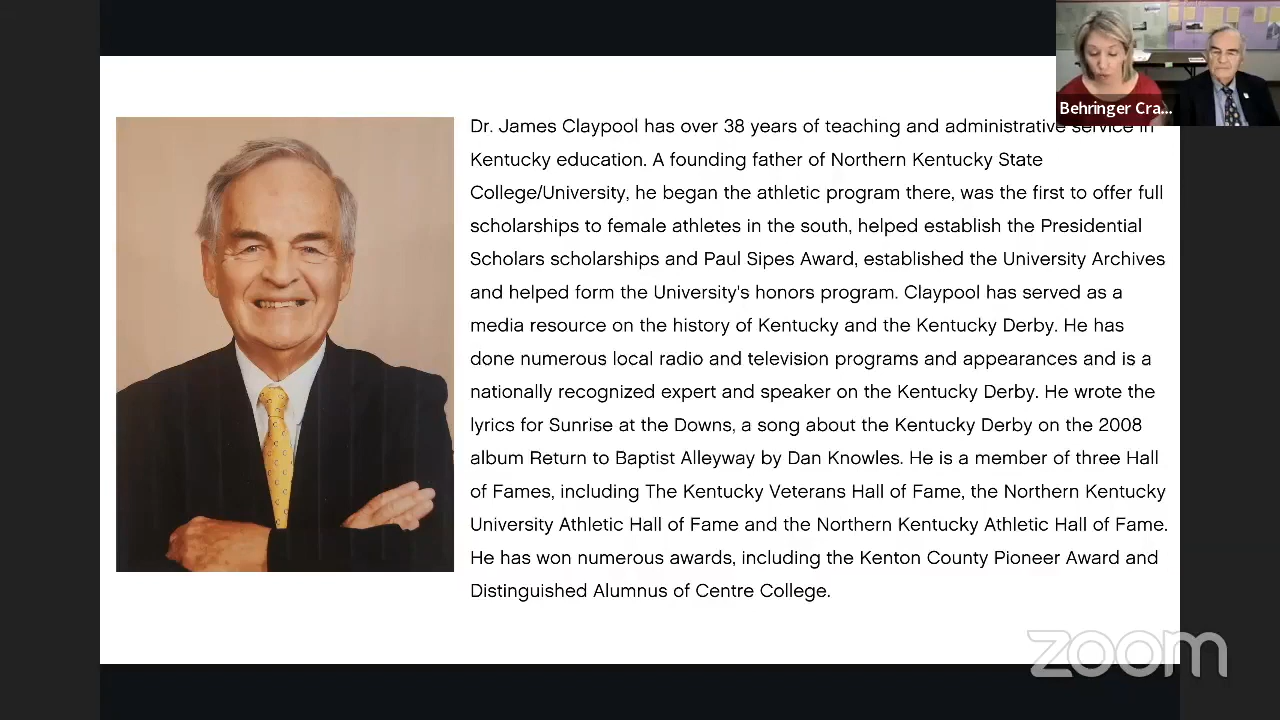 Behringer Cra...
Dr. James Claypool has over 38 years of teaching and administrative service in
Kentucky education. A founding father of Northern Kentucky State
College/University, he began the athletic program there, was the first to offer full
scholarships to female athletes in the south, helped establish the Presidential
Scholars scholarships and Paul Sipes Award, established the University Archives
and helped form the University's honors program. Claypool has served as a
media resource on the history of Kentucky and the Kentucky Derby. He has
done numerous local radio and television programs and appearances and is a
nationally recognized expert and speaker on the Kentucky Derby. He wrote the
lyrics for Sunrise at the Downs, a song about the Kentucky Derby on the 2008
album Return to Baptist Alleyway by Dan Knowles. He is a member of three Hall
of Fames, including The Kentucky Veterans Hall of Fame, the Northern Kentucky
University Athletic Hall of Fame and the Northern Kentucky Athletic Hall of Fame.
He has won numerous awards, including the Kenton County Pioneer Award and
Distinguished Alumnus of Centre College.
zoom